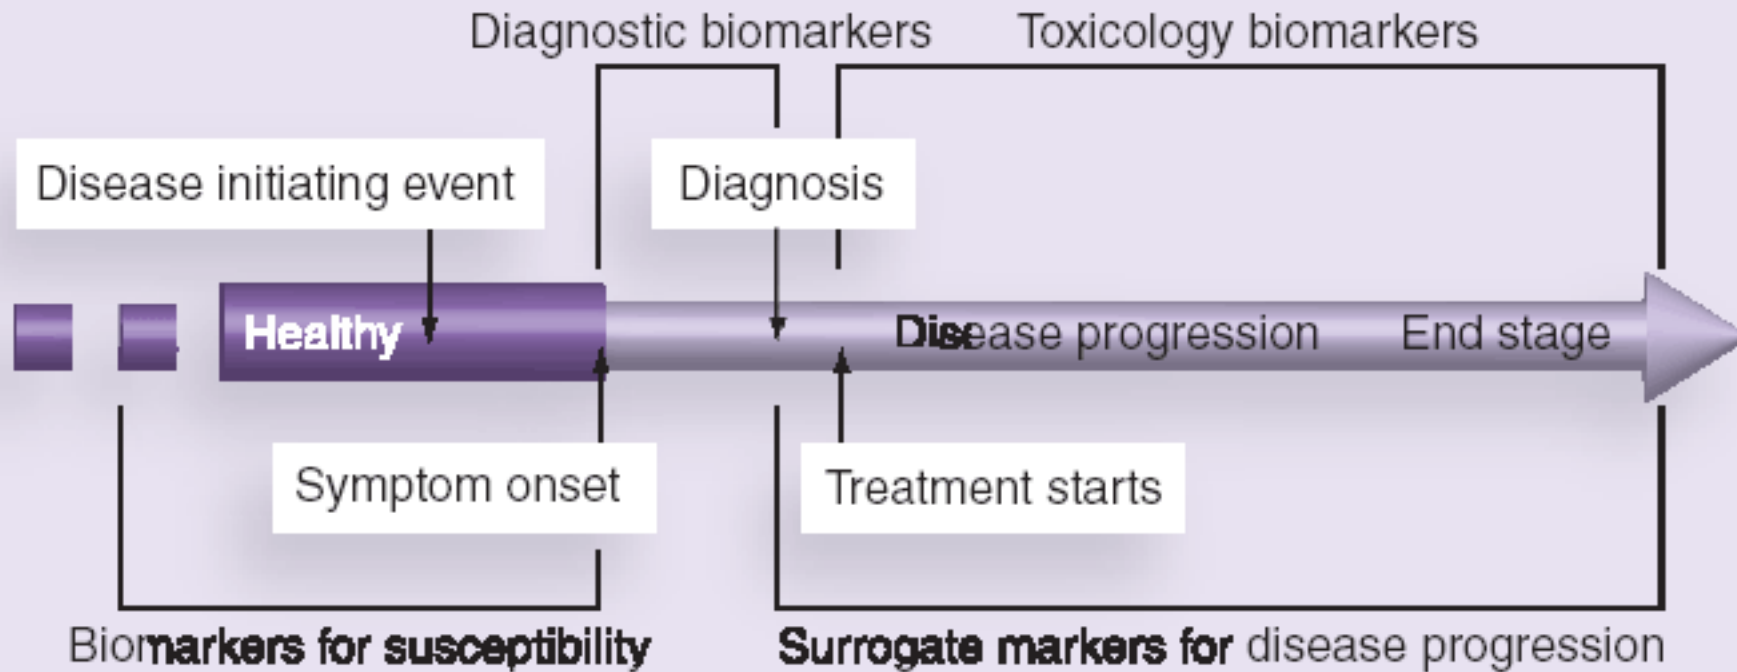 Diagnostic biomarkers
Toxicology biomarkers
Disease initiating event
Diagnosis
Healthy
Disease progression
End stage
Symptom onset
Treatment starts
Biomarkers for susceptibility
Surrogate markers for disease progression